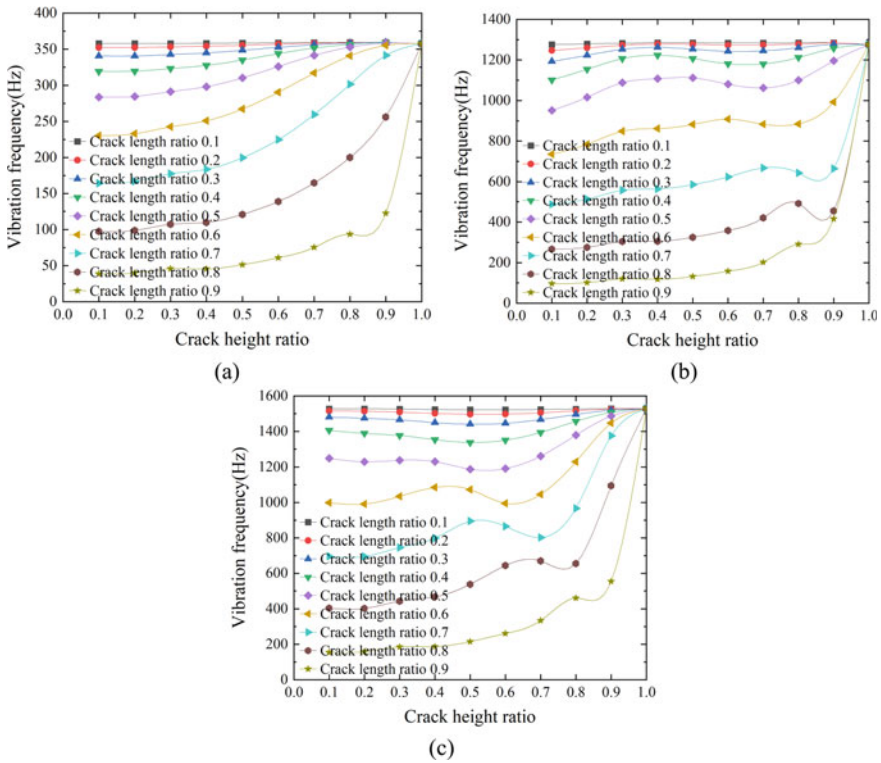 400
350
300
250
200
150
100
50
0
Vibration frequency(Hz)
Crack length ratio 0.1
Crack length ratio 0.2
Crack length ratio 0.3
Crack length ratio 0.4
Crack length ratio 0.5
Crack length ratio 0.6
Crack length ratio 0.7
Crack length ratio 0.8
Crack length ratio 0.9
0.0 0.1 0.2 0.3 0.4 0.5 0.6 0.7 0.8 0.9 1.0
Crack height ratio
(a)
1400
1200
1000
800
600
400
200
0
Vibration frequency(Hz)
Crack length ratio 0.1
Crack length ratio 0.2
Crack length ratio 0.3
Crack length ratio 0.4
Crack length ratio 0.5
Crack length ratio 0.6
Crack length ratio 0.7
Crack length ratio 0.8
Crack length ratio 0.9
0.0 0.1 0.2 0.3 0.4 0.5 0.6 0.7 0.8 0.9 1.0
Crack height ratio
(b)
1600
1400
1200
1000
800
600
400
200
0
Vibration frequency(Hz)
Crack length ratio 0.1
Crack length ratio 0.2
Crack length ratio 0.3
Crack length ratio 0.4
Crack length ratio 0.5
Crack length ratio 0.6
Crack length ratio 0.7
Crack length ratio 0.8
Crack length ratio 0.9
0.0 0.1 0.2 0.3 0.4 0.5 0.6 0.7 0.8 0.9 1.0
Crack height ratio
(c)